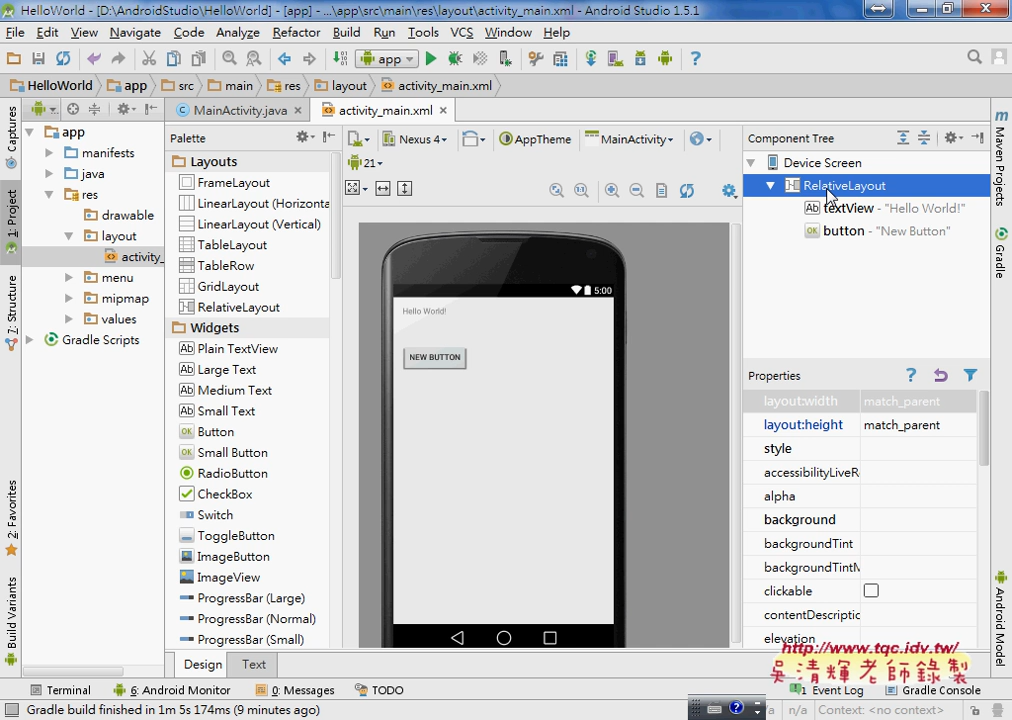 HelloWorld - [D:\AndroidStudio\HelloWorld] - [app] - ...\app\src\main\res\layout\activity_main.xml - Android Studio 1.5.1
File Edit View Navigate Code Analyze Refactor Build Run Tools VCS Window Help
app
HelloWorld app src main res layout activity_main.xml
MainActivity.java activity_main.xml
Captures
1: Project
7: Structure
2: Favorites
Build Variants
app
manifests
java
res
drawable
layout
activity_
menu
mipmap
values
Gradle Scripts
Palette
Layouts
FrameLayout
LinearLayout (Horizonta
LinearLayout (Vertical)
TableLayout
TableRow
GridLayout
RelativeLayout
Widgets
Plain TextView
Large Text
Medium Text
Small Text
Button
Small Button
RadioButton
CheckBox
Switch
ToggleButton
ImageButton
ImageView
ProgressBar (Large)
ProgressBar (Normal)
ProgressBar (Small)
Design Text
Nexus 4 AppTheme MainActivity
21
5:00
Hello World!
NEW BUTTON
Component Tree
Device Screen
RelativeLayout
textView - "Hello World!"
button - "New Button"
Properties
layout:width match_parent
layout:height match_parent
style
accessibilityLiveR
alpha
background
backgroundTint
backgroundTintM
clickable
contentDescriptic
elevation
Maven Projects
Gradle
Android Model
http://www.tqc.idv.tw/
吳清輝老師錄製
Terminal 6: Android Monitor 0: Messages TODO 1 Event Log Gradle Console
Gradle build finished in 1m 5s 174ms (9 minutes ago) n/a Context: <no context>